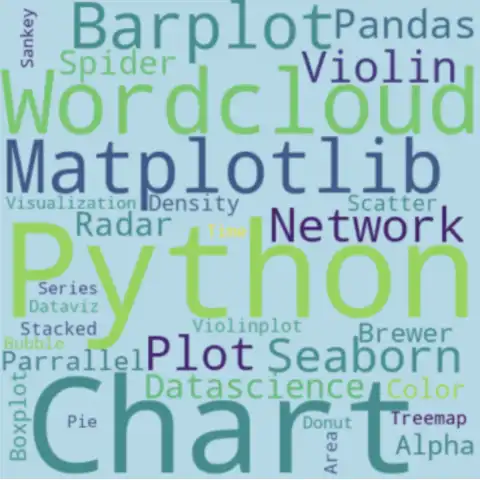 Sankey
Barplot
Pandas
Spider
Violin
Wordcloud
Matplotlib
Visualization
Density
Scatter
Radar
Time
Network
Python
Series
Dataviz
Stacked
Violinplot
Brewer
Bubble
Parrallel
Plot
Seaborn
Boxplot
Datascience
Color
Chart
Pie
Donut
Treemap
Area
Alpha